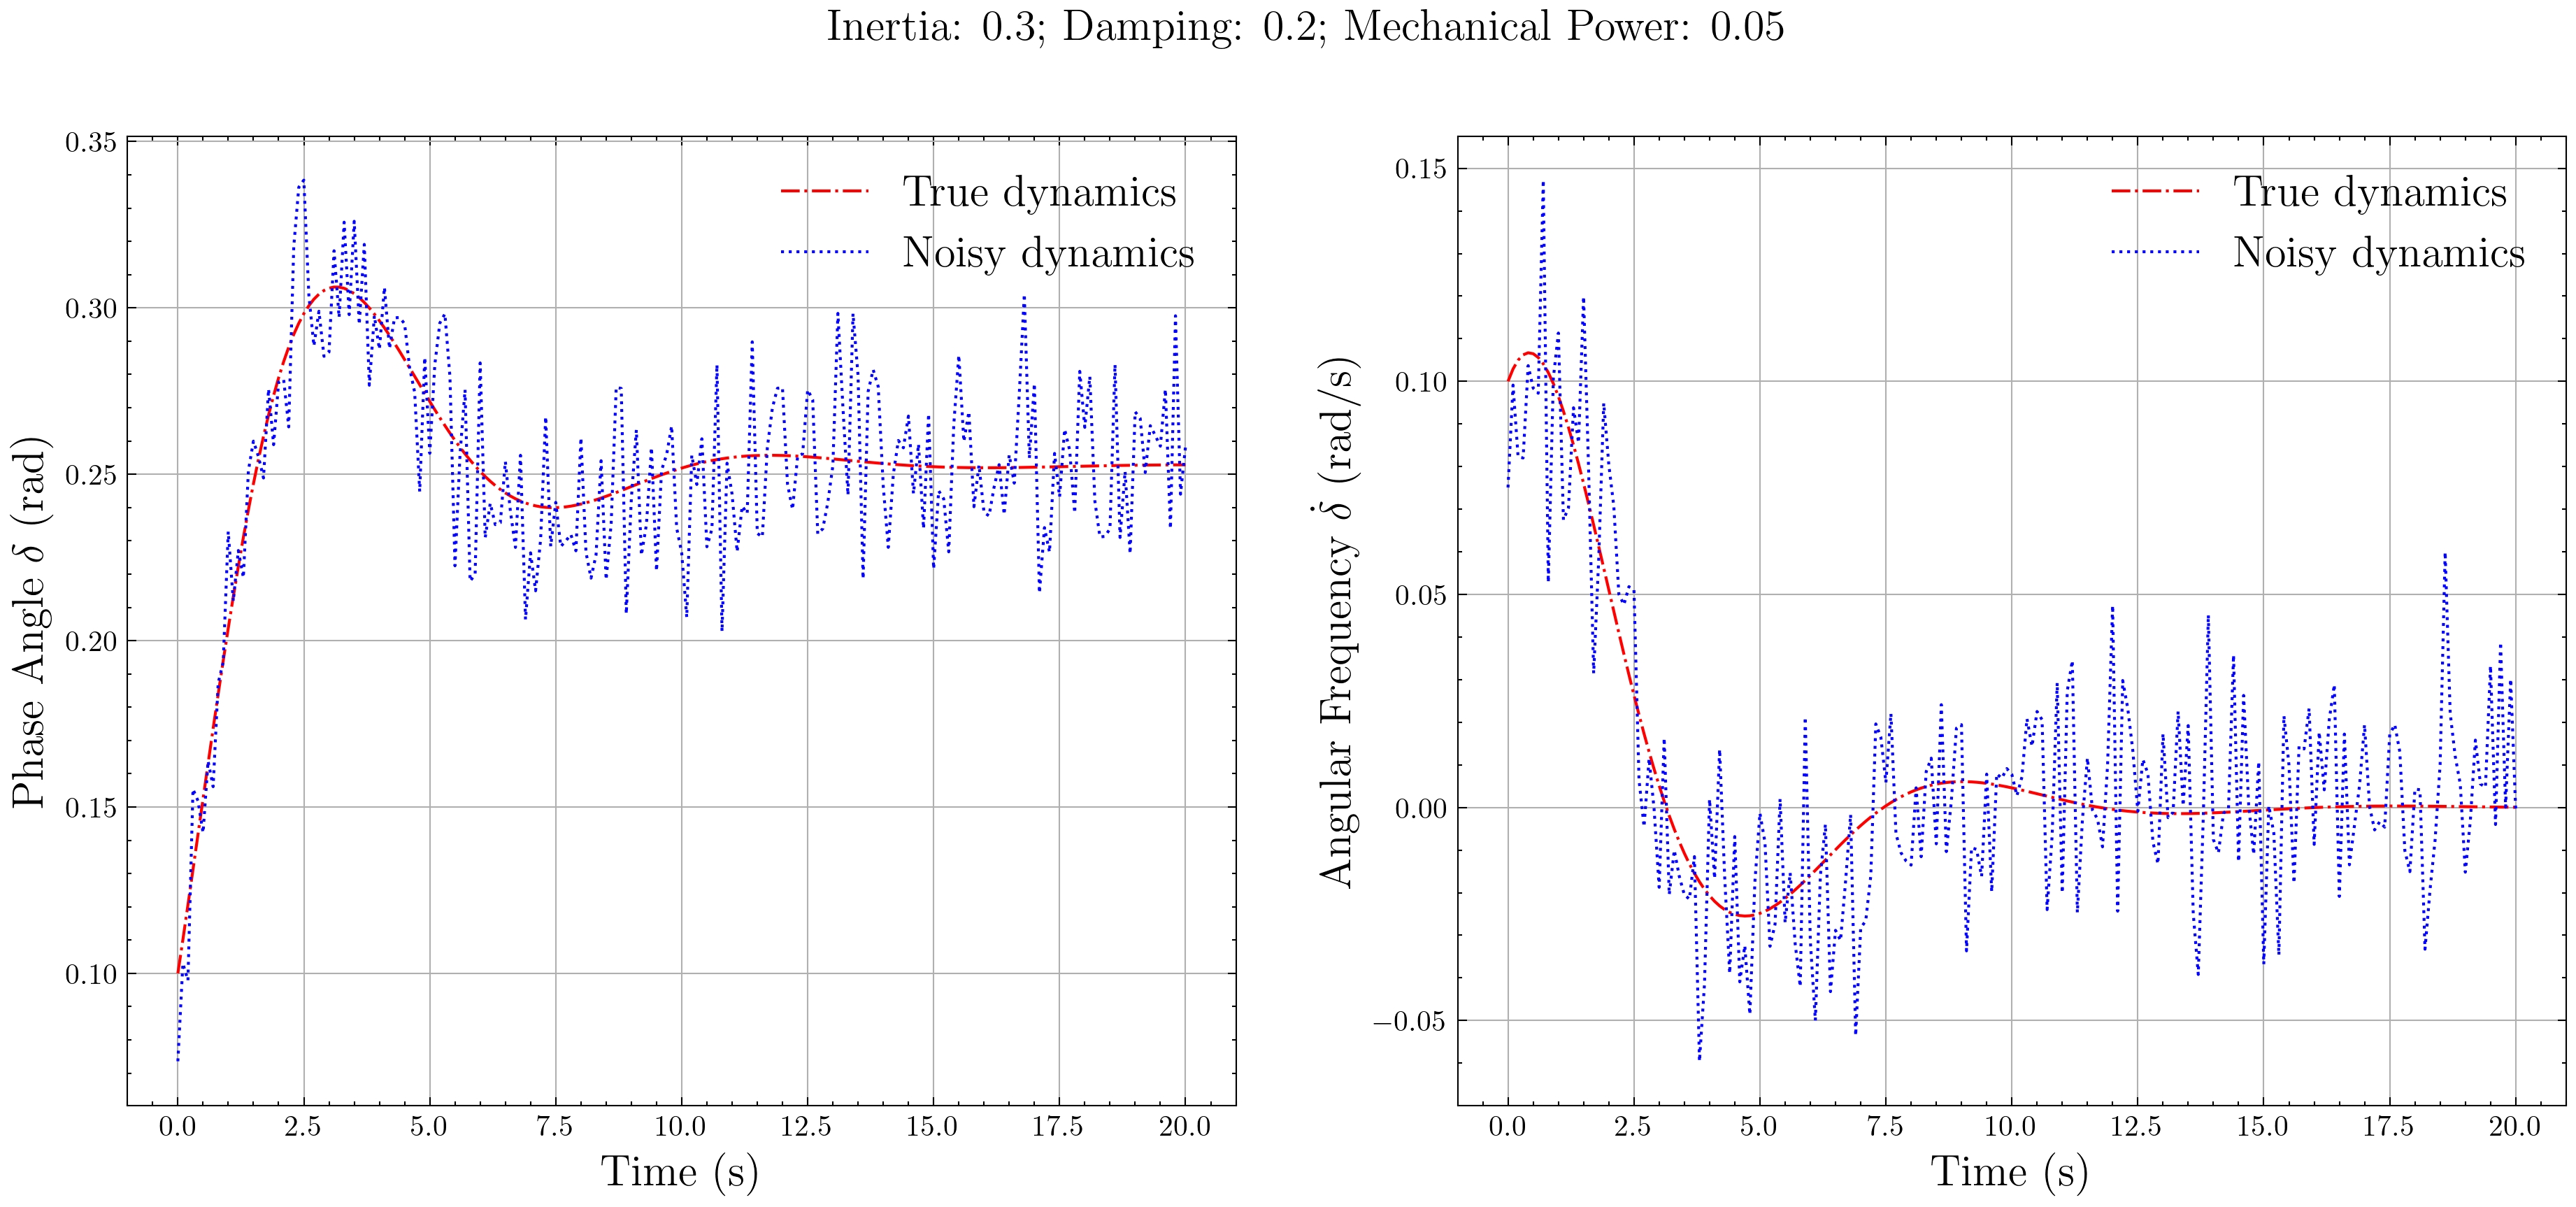 Inertia: 0.3; Damping: 0.2; Mechanical Power: 0.05
Phase Angle δ (rad)
0.35
0.30
0.25
0.20
0.15
0.10
True dynamics
Noisy dynamics
0.0 2.5 5.0 7.5 10.0 12.5 15.0 17.5 20.0
Time (s)
Angular Frequency δ̇ (rad/s)
0.15
0.10
0.05
0.00
−0.05
True dynamics
Noisy dynamics
0.0 2.5 5.0 7.5 10.0 12.5 15.0 17.5 20.0
Time (s)